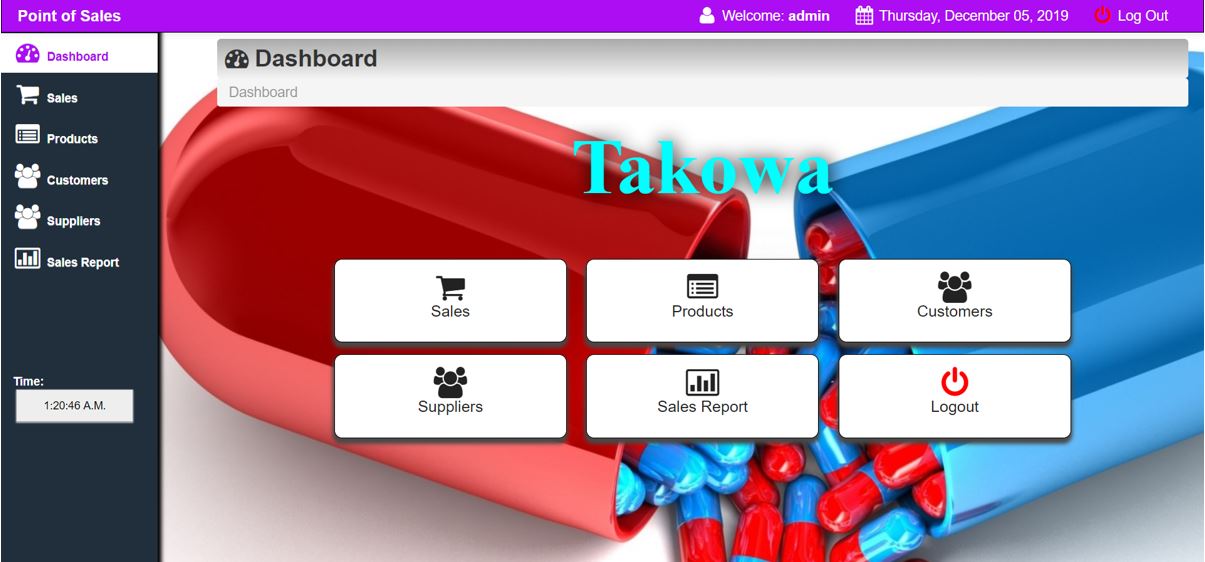 Point of Sales
Welcome: admin
Thursday, December 05, 2019
Log Out
Dashboard
Sales
Products
Customers
Suppliers
Sales Report
Time:
1:20:46 A.M.
Dashboard
Dashboard
Takowa
Sales
Products
Customers
Suppliers
Sales Report
Logout